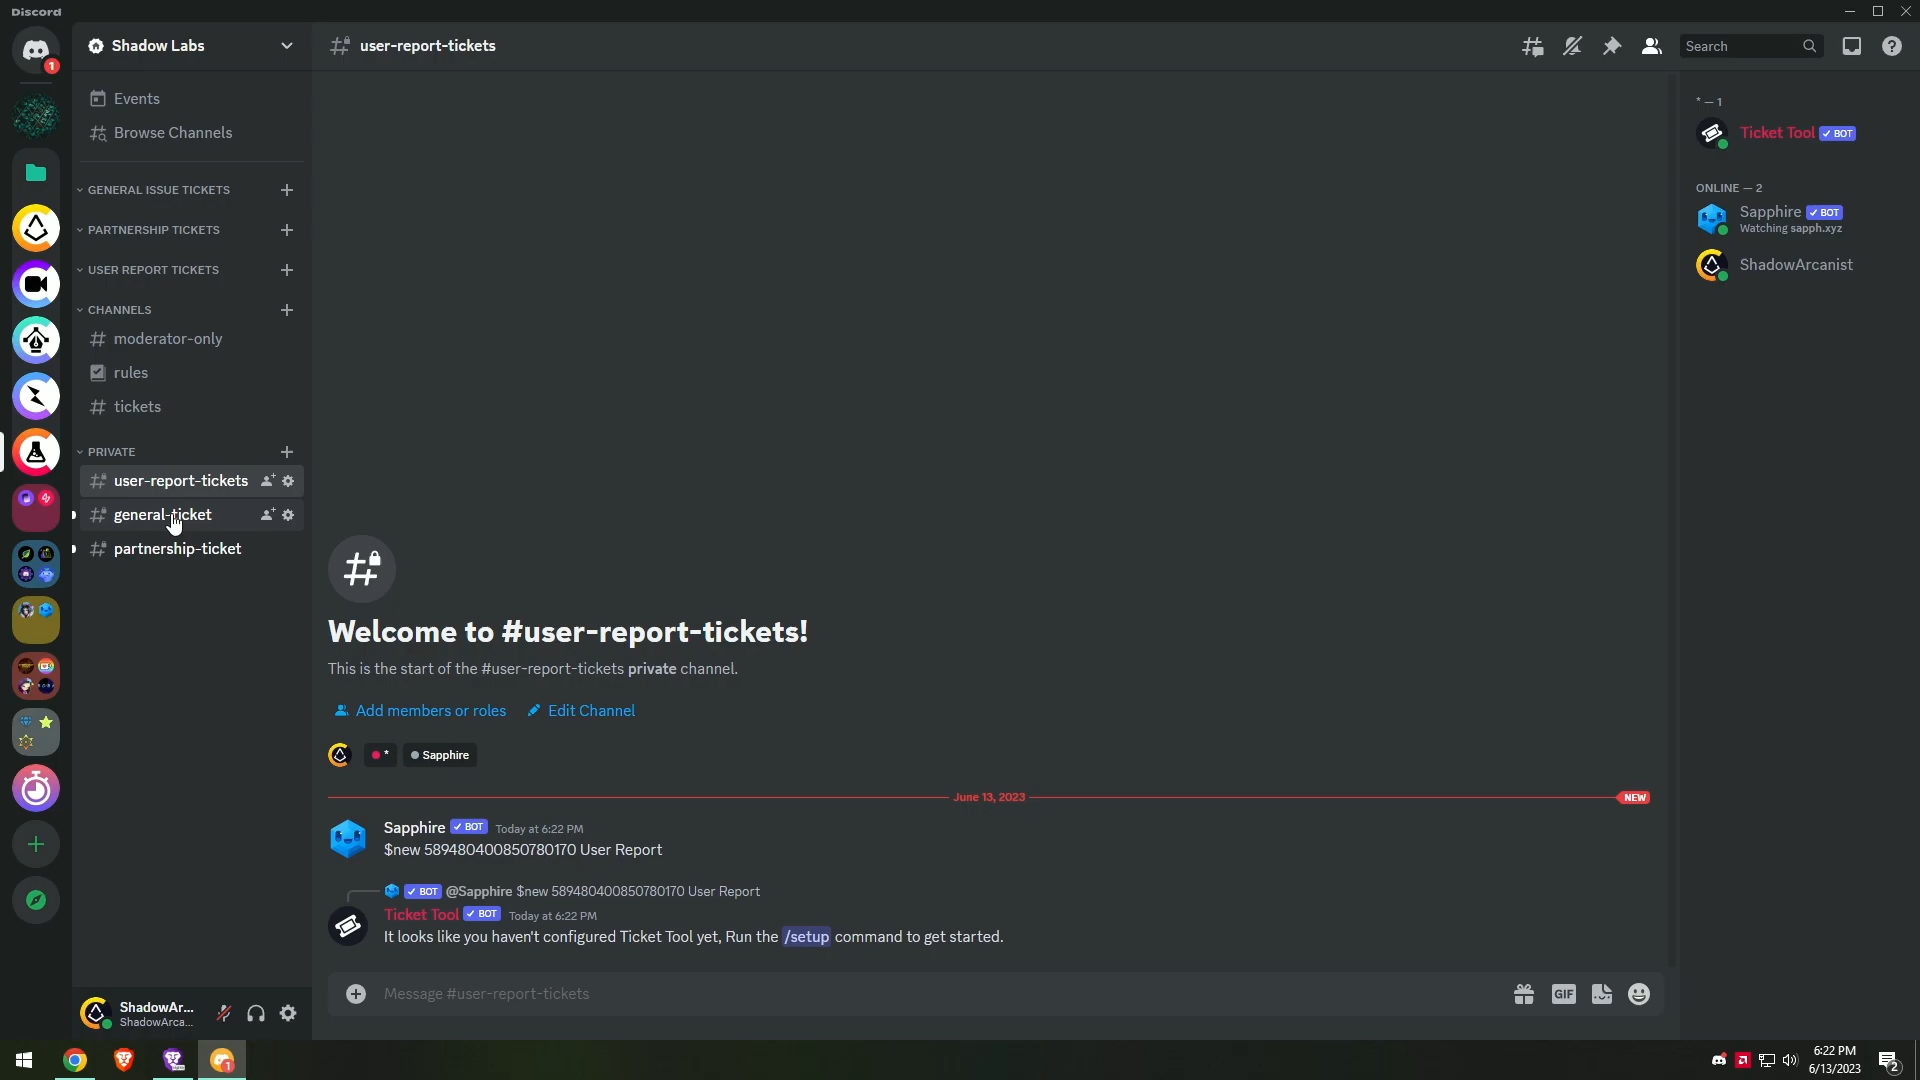 Discord
1
Shadow Labs
Events
Browse Channels
GENERAL ISSUE TICKETS
PARTNERSHIP TICKETS
USER REPORT TICKETS
CHANNELS
moderator-only
rules
tickets
PRIVATE
user-report-tickets
general-ticket
partnership-ticket
ShadowAr...
ShadowArca...
user-report-tickets
Search
Welcome to #user-report-tickets!
This is the start of the #user-report-tickets private channel.
Add members or roles Edit Channel
* Sapphire
June 13, 2023 NEW
Sapphire BOT Today at 6:22 PM
$new 589480400850780170 User Report
BOT @Sapphire $new 589480400850780170 User Report
Ticket Tool BOT Today at 6:22 PM
It looks like you haven't configured Ticket Tool yet, Run the /setup command to get started.
Message #user-report-tickets
GIF
* — 1
Ticket Tool BOT
ONLINE — 2
Sapphire BOT
Watching sapph.xyz
ShadowArcanist
1
6:22 PM
6/13/2023
2